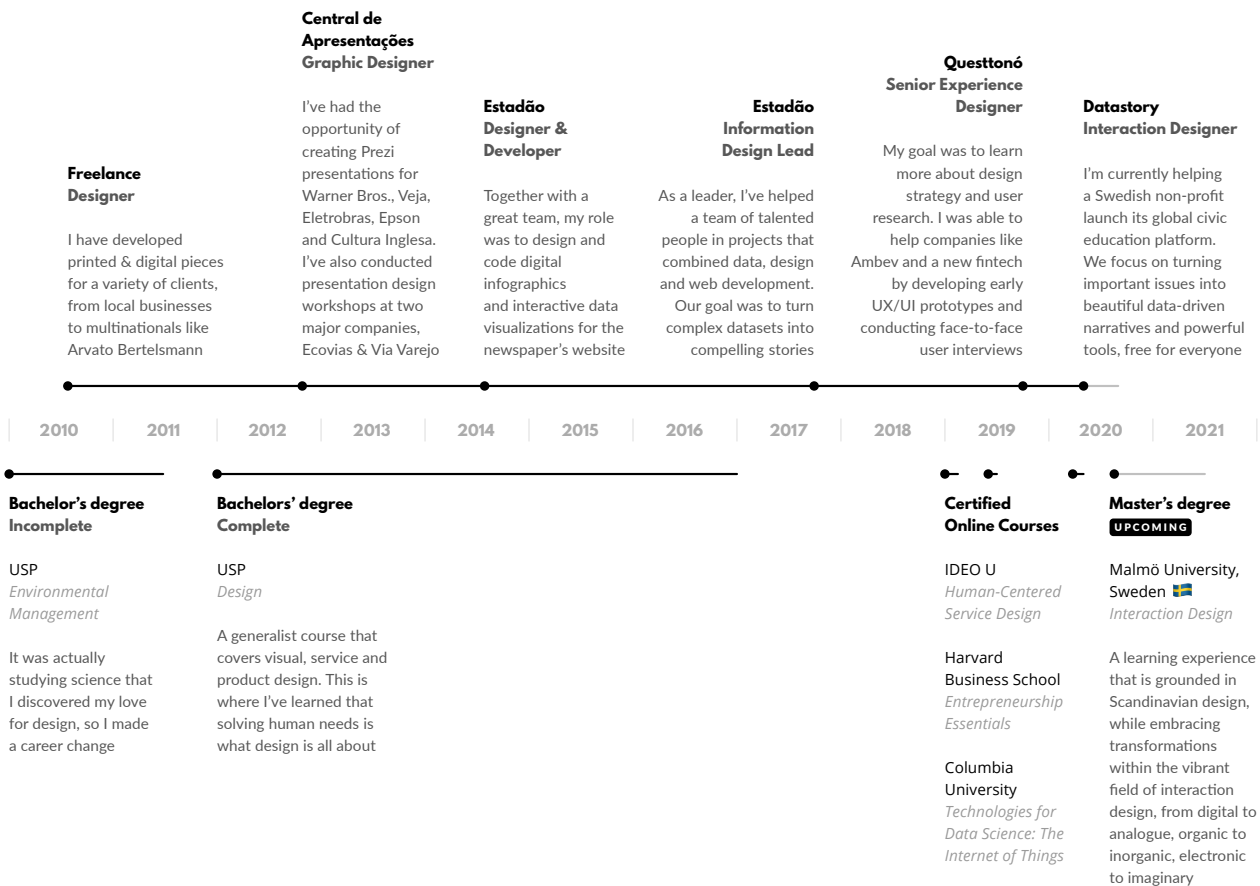 Freelance
Designer
I have developed
printed & digital pieces
for a variety of clients,
from local businesses
to multinationals like
Arvato Bertelsmann
Central de
Apresentações
Graphic Designer
I’ve had the
opportunity of
creating Prezi
presentations for
Warner Bros., Veja,
Eletrobras, Epson
and Cultura Inglesa.
I’ve also conducted
presentation design
workshops at two
major companies,
Ecovias & Via Varejo
Estadão
Designer &
Developer
Together with a
great team, my role
was to design and
code digital
infographics
and interactive data
visualizations for the
newspaper’s website
Estadão
Information
Design Lead
As a leader, I’ve helped
a team of talented
people in projects that
combined data, design
and web development.
Our goal was to turn
complex datasets into
compelling stories
Questtonó
Senior Experience
Designer
My goal was to learn
more about design
strategy and user
research. I was able to
help companies like
Ambev and a new fintech
by developing early
UX/UI prototypes and
conducting face-to-face
user interviews
Datastory
Interaction Designer
I’m currently helping
a Swedish non-profit
launch its global civic
education platform.
We focus on turning
important issues into
beautiful data-driven
narratives and powerful
tools, free for everyone
2010 2011 2012 2013 2014 2015 2016 2017 2018 2019 2020 2021
Bachelor’s degree
Incomplete
USP
Environmental
Management
It was actually
studying science that
I discovered my love
for design, so I made
a career change
Bachelors’ degree
Complete
USP
Design
A generalist course that
covers visual, service and
product design. This is
where I’ve learned that
solving human needs is
what design is all about
Certified
Online Courses
IDEO U
Human-Centered
Service Design
Harvard
Business School
Entrepreneurship
Essentials
Columbia
University
Technologies for
Data Science: The
Internet of Things
Master’s degree
UPCOMING
Malmö University,
Sweden
Interaction Design
A learning experience
that is grounded in
Scandinavian design,
while embracing
transformations
within the vibrant
field of interaction
design, from digital to
analogue, organic to
inorganic, electronic
to imaginary